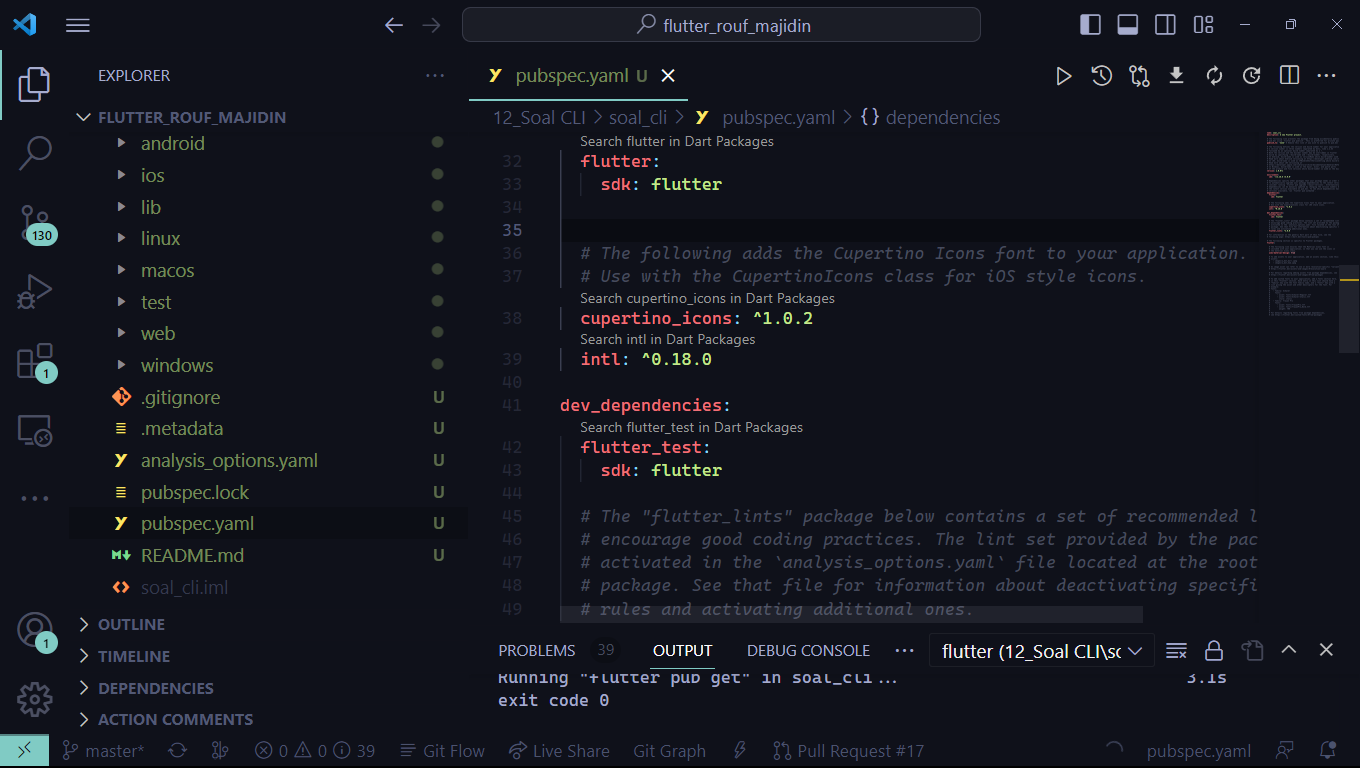 flutter_rouf_majidin
EXPLORER
FLUTTER_ROUF_MAJIDIN
android
ios
lib
linux
macos
test
web
windows
.gitignore U
.metadata U
analysis_options.yaml U
pubspec.lock U
pubspec.yaml U
README.md U
soal_cli.iml
OUTLINE
TIMELINE
DEPENDENCIES
ACTION COMMENTS
130
1
1
pubspec.yaml U
12_Soal CLI > soal_cli > pubspec.yaml > {} dependencies
Search flutter in Dart Packages
32 flutter:
33 sdk: flutter
34
35
36 # The following adds the Cupertino Icons font to your application.
37 # Use with the CupertinoIcons class for iOS style icons.
Search cupertino_icons in Dart Packages
38 cupertino_icons: ^1.0.2
Search intl in Dart Packages
39 intl: ^0.18.0
40
41 dev_dependencies:
Search flutter_test in Dart Packages
42 flutter_test:
43 sdk: flutter
44
45 # The "flutter_lints" package below contains a set of recommended l
46 # encourage good coding practices. The lint set provided by the pac
47 # activated in the `analysis_options.yaml` file located at the root
48 # package. See that file for information about deactivating specifi
49 # rules and activating additional ones.
PROBLEMS 39 OUTPUT DEBUG CONSOLE ··· flutter (12_Soal CLI\sc
Running "flutter pub get" in soal_cli... 3.1s
exit code 0
master* 0 0 39 Git Flow Live Share Git Graph Pull Request #17 pubspec.yaml